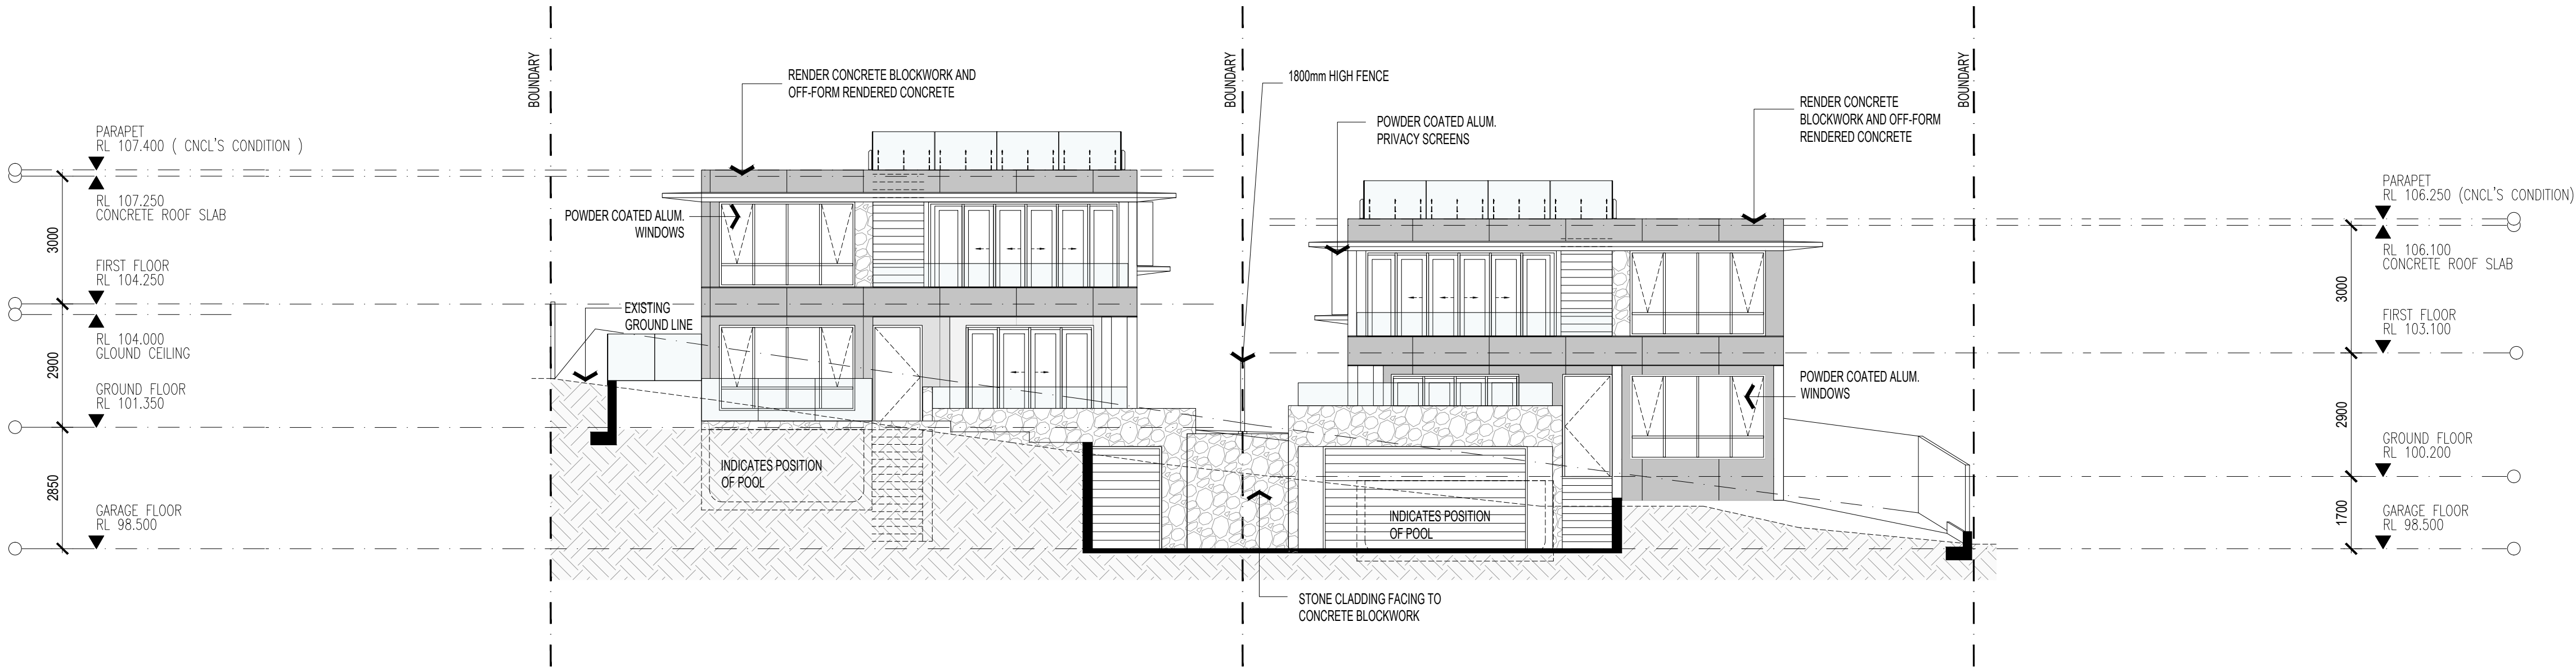 BOUNDARY
BOUNDARY
BOUNDARY
RENDER CONCRETE BLOCKWORK AND
OFF-FORM RENDERED CONCRETE
1800mm HIGH FENCE
POWDER COATED ALUM.
PRIVACY SCREENS
RENDER CONCRETE
BLOCKWORK AND OFF-FORM
RENDERED CONCRETE
PARAPET
RL 107.400 ( CNCL'S CONDITION )
RL 107.250
CONCRETE ROOF SLAB
3000
FIRST FLOOR
RL 104.250
RL 104.000
GLOUND CEILING
2900
GROUND FLOOR
RL 101.350
2850
GARAGE FLOOR
RL 98.500
POWDER COATED ALUM.
WINDOWS
EXISTING
GROUND LINE
INDICATES POSITION
OF POOL
INDICATES POSITION
OF POOL
POWDER COATED ALUM.
WINDOWS
STONE CLADDING FACING TO
CONCRETE BLOCKWORK
PARAPET
RL 106.250 (CNCL'S CONDITION)
RL 106.100
CONCRETE ROOF SLAB
3000
FIRST FLOOR
RL 103.100
2900
GROUND FLOOR
RL 100.200
1700
GARAGE FLOOR
RL 98.500